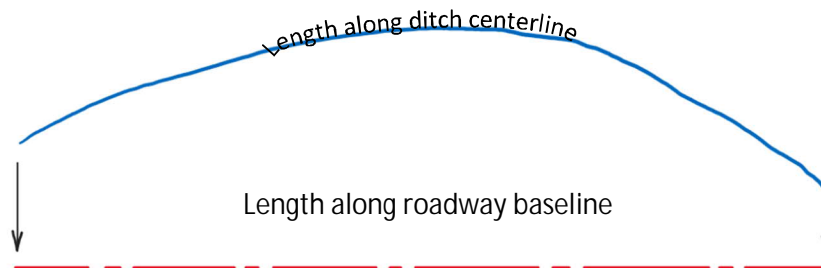 Length along ditch centerline
Length along roadway baseline